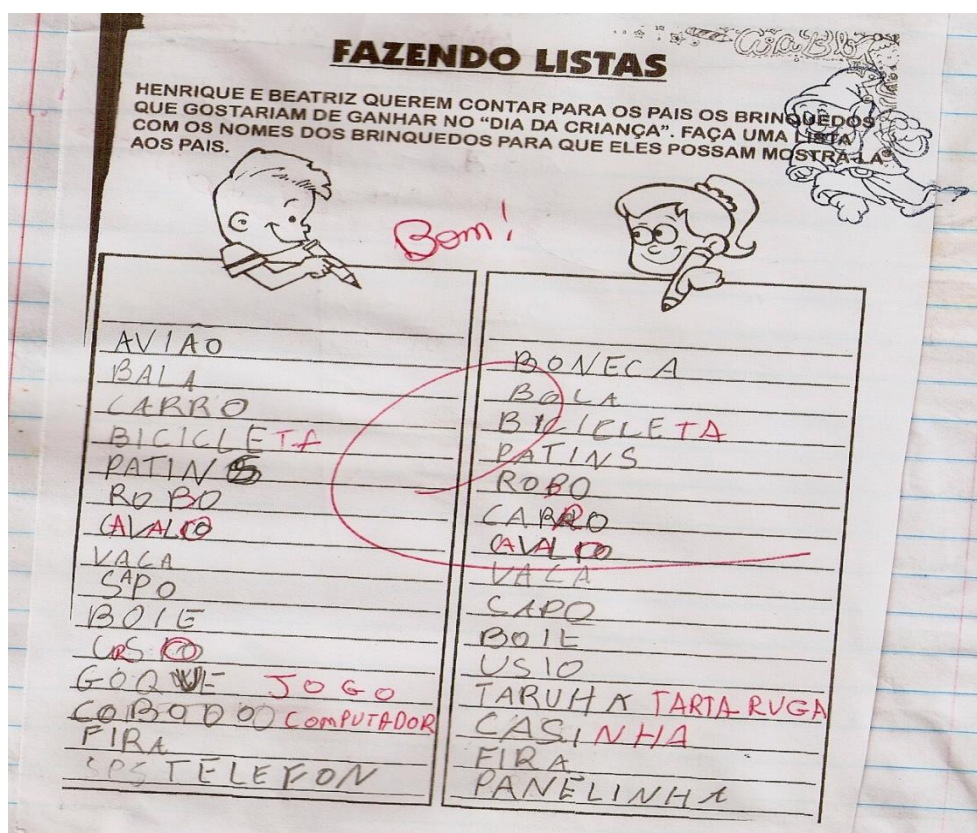 FAZENDO LISTAS
HENRIQUE E BEATRIZ QUEREM CONTAR PARA OS PAIS OS BRINQUEDOS
QUE GOSTARIAM DE GANHAR NO “DIA DA CRIANÇA”. FAÇA UMA LISTA
COM OS NOMES DOS BRINQUEDOS PARA QUE ELES POSSAM MOSTRÁ-LA
AOS PAIS.
Bom!
AVIÃO
BALA
CARRO
BICICLETA
PATINS
ROBO
CAVALO
VACA
SAPO
BOIE
URSO
GOQUE JOGO
COBODO COMPUTADOR
FIRA
TELEFON
BONECA
BOLA
BICICLETA
PATINS
ROBO
CARRO
CAVALO
VACA
SAPO
BOIE
USIO
TARUHA TARTARUGA
CASINHA
FIRA
PANELINHA